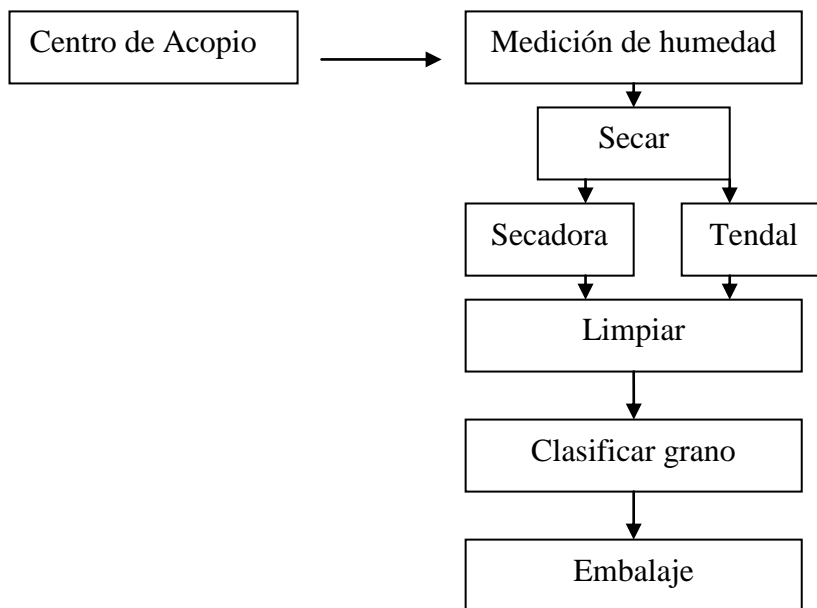 Centro de Acopio
Medición de humedad
Secar
Secadora
Tendal
Limpiar
Clasificar grano
Embalaje